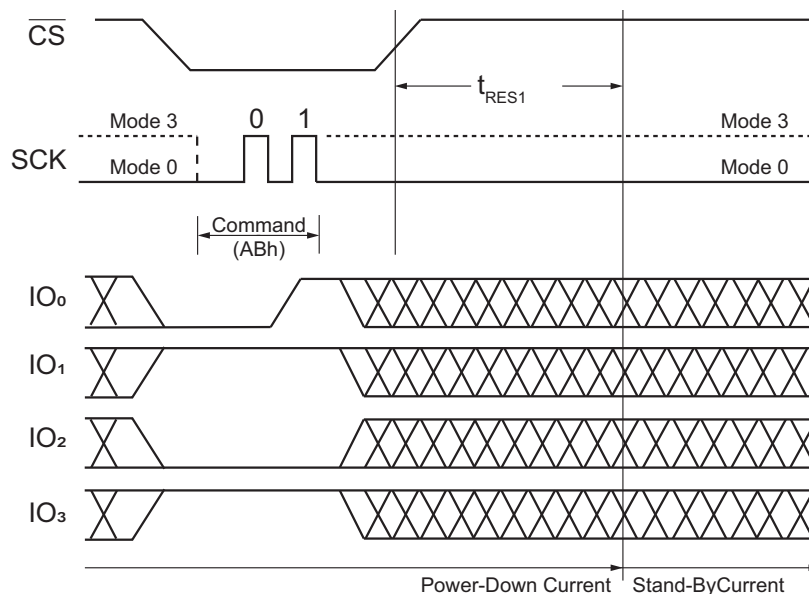 CS
tRES1
Mode 3 0 1 Mode 3
SCK
Mode 0 Mode 0
Command
(ABh)
IO₀
IO₁
IO₂
IO₃
Power-Down Current Stand-ByCurrent